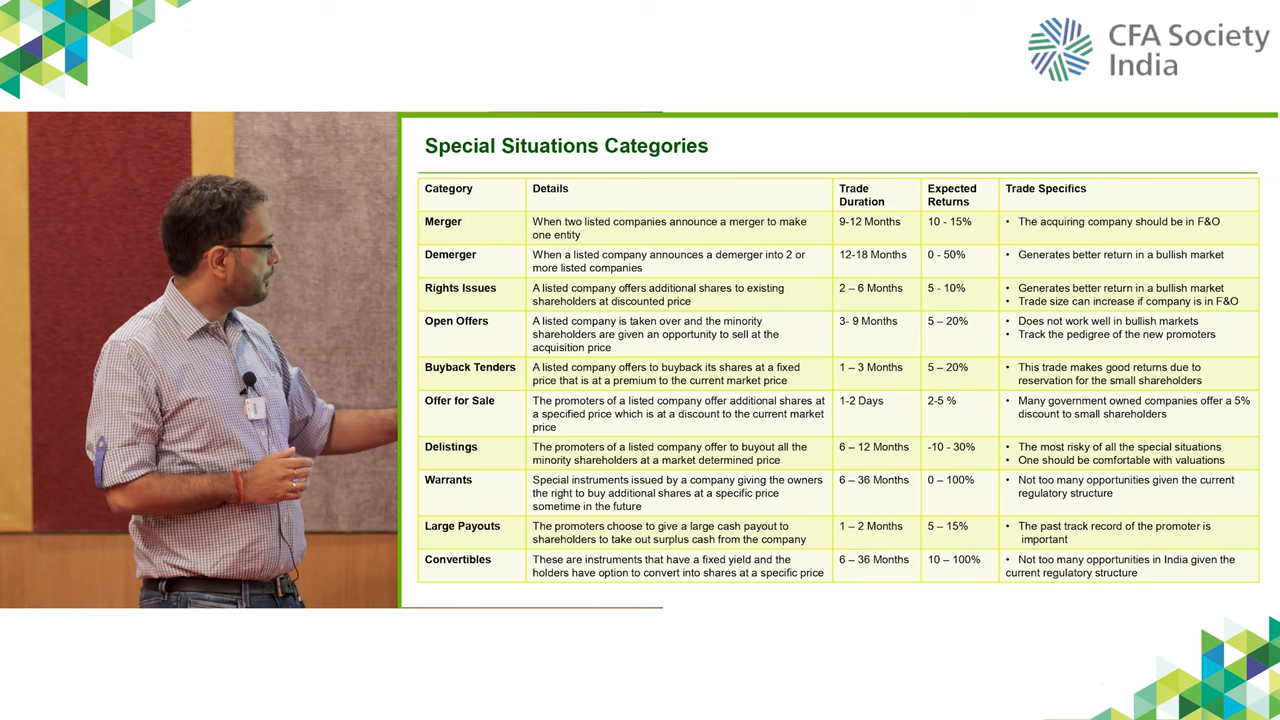 CFA Society
India
Special Situations Categories
Category Details Trade Duration Expected Returns Trade Specifics
Merger When two listed companies announce a merger to make one entity 9-12 Months 10 - 15% • The acquiring company should be in F&O
Demerger When a listed company announces a demerger into 2 or more listed companies 12-18 Months 0 - 50% • Generates better return in a bullish market
Rights Issues A listed company offers additional shares to existing shareholders at discounted price 2 – 6 Months 5 - 10% • Generates better return in a bullish market • Trade size can increase if company is in F&O
Open Offers A listed company is taken over and the minority shareholders are given an opportunity to sell at the acquisition price 3- 9 Months 5 – 20% • Does not work well in bullish markets • Track the pedigree of the new promoters
Buyback Tenders A listed company offers to buyback its shares at a fixed price that is at a premium to the current market price 1 – 3 Months 5 – 20% • This trade makes good returns due to reservation for the small shareholders
Offer for Sale The promoters of a listed company offer additional shares at a specified price which is at a discount to the current market price 1-2 Days 2-5 % • Many government owned companies offer a 5% discount to small shareholders
Delistings The promoters of a listed company offer to buyout all the minority shareholders at a market determined price 6 – 12 Months -10 - 30% • The most risky of all the special situations • One should be comfortable with valuations
Warrants Special instruments issued by a company giving the owners the right to buy additional shares at a specific price sometime in the future 6 – 36 Months 0 – 100% • Not too many opportunities given the current regulatory structure
Large Payouts The promoters choose to give a large cash payout to shareholders to take out surplus cash from the company 1 – 2 Months 5 – 15% • The past track record of the promoter is important
Convertibles These are instruments that have a fixed yield and the holders have option to convert into shares at a specific price 6 – 36 Months 10 – 100% • Not too many opportunities in India given the current regulatory structure